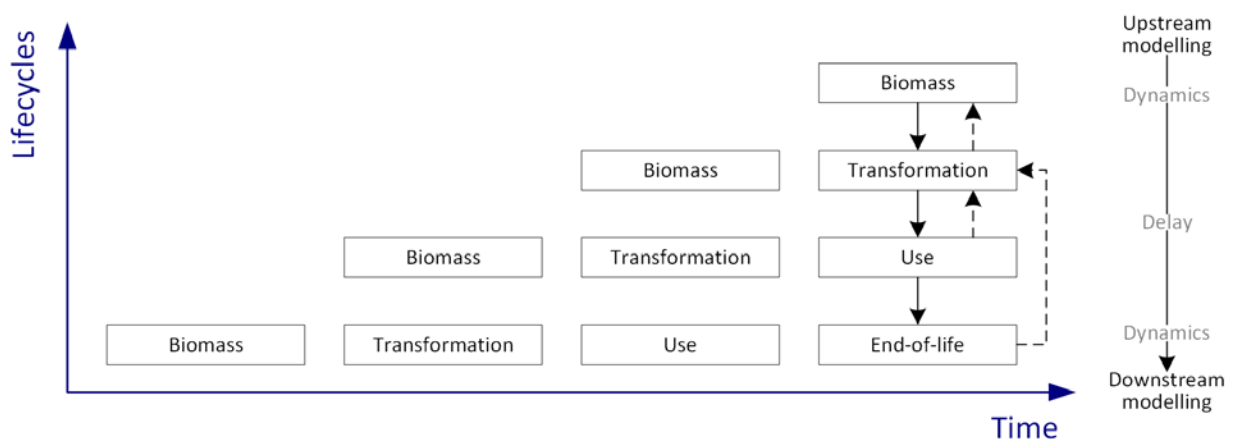 Lifecycles
Upstream
modelling
Biomass
Dynamics
Biomass
Transformation
Delay
Biomass
Transformation
Use
Biomass
Transformation
Use
End-of-life
Dynamics
Downstream
modelling
Time